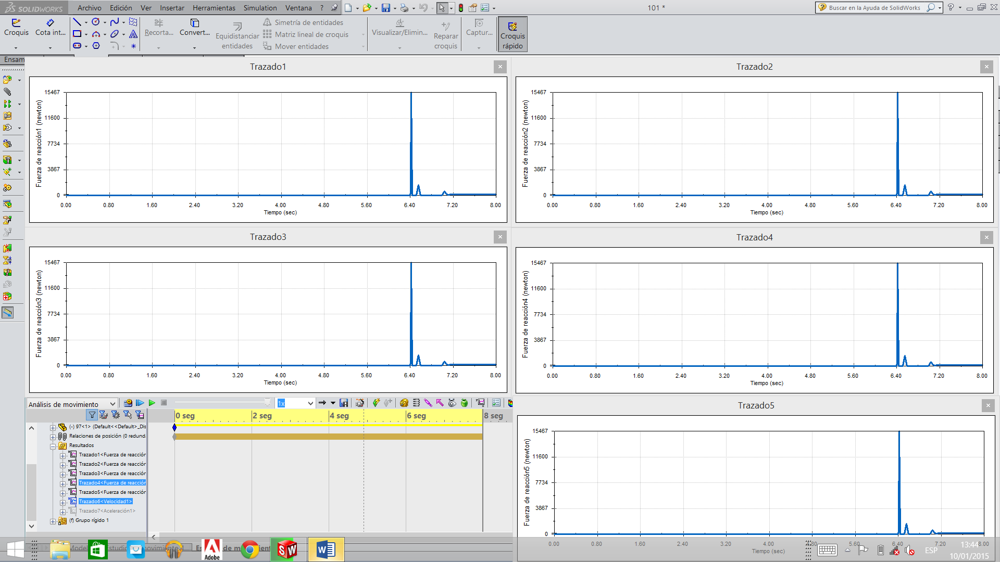 SOLIDWORKS
Archivo Edición Ver Insertar Herramientas Simulation Ventana ?
101 *
Buscar en la Ayuda de SolidWorks
Croquis
Cota int...
Recorta...
Convert...
Equidistanciar entidades
Simetría de entidades
Matriz lineal de croquis
Mover entidades
Visualizar/Elimin...
Reparar croquis
Captur...
Croquis rápido
Ensam
Trazado1
Fuerza de reacción1 (newton)
15467
11600
7734
3867
0
0.00 0.80 1.60 2.40 3.20 4.00 4.80 5.60 6.40 7.20 8.00
Tiempo (sec)
Trazado2
Fuerza de reacción2 (newton)
15467
11600
7734
3867
0
0.00 0.80 1.60 2.40 3.20 4.00 4.80 5.60 6.40 7.20 8.00
Tiempo (sec)
Trazado3
Fuerza de reacción3 (newton)
15467
11600
7734
3867
0
0.00 0.80 1.60 2.40 3.20 4.00 4.80 5.60 6.40 7.20 8.00
Tiempo (sec)
Trazado4
Fuerza de reacción4 (newton)
15467
11600
7734
3867
0
0.00 0.80 1.60 2.40 3.20 4.00 4.80 5.60 6.40 7.20 8.00
Tiempo (sec)
Análisis de movimiento
1x
0 seg 2 seg 4 seg 6 seg 8 seg
(-) 97<1> (Default<<Default>_Dis
Relaciones de posición (0 redund
Resultados
Trazado1<Fuerza de reacción
Trazado2<Fuerza de reacción
Trazado3<Fuerza de reacción
Trazado4<Fuerza de reacción
Trazado5<Fuerza de reacción
Trazado6<Velocidad1>
Trazado7<Aceleración1>
(f) Grupo rígido 1
Trazado5
Fuerza de reacción5 (newton)
15467
11600
7734
3867
0
0.00 0.80 1.60 2.40 3.20 4.00 4.80 5.60 6.40 7.20 8.00
Tiempo (sec)
Adobe
SW
W
ESP
13:44
10/01/2015